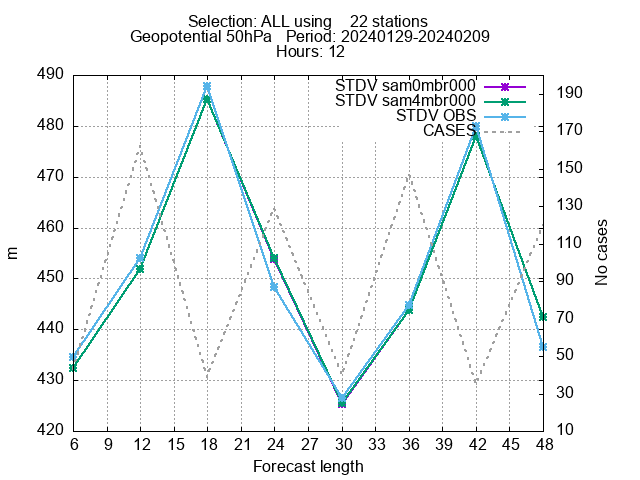 Selection: ALL using    22 stations
Geopotential 50hPa   Period: 20240129-20240209
Hours: 12
STDV sam0mbr000
STDV sam4mbr000
STDV OBS
CASES
490
480
470
460
450
440
430
420
190
170
150
130
110
90
70
50
30
10
m
No cases
6 9 12 15 18 21 24 27 30 33 36 39 42 45 48
Forecast length